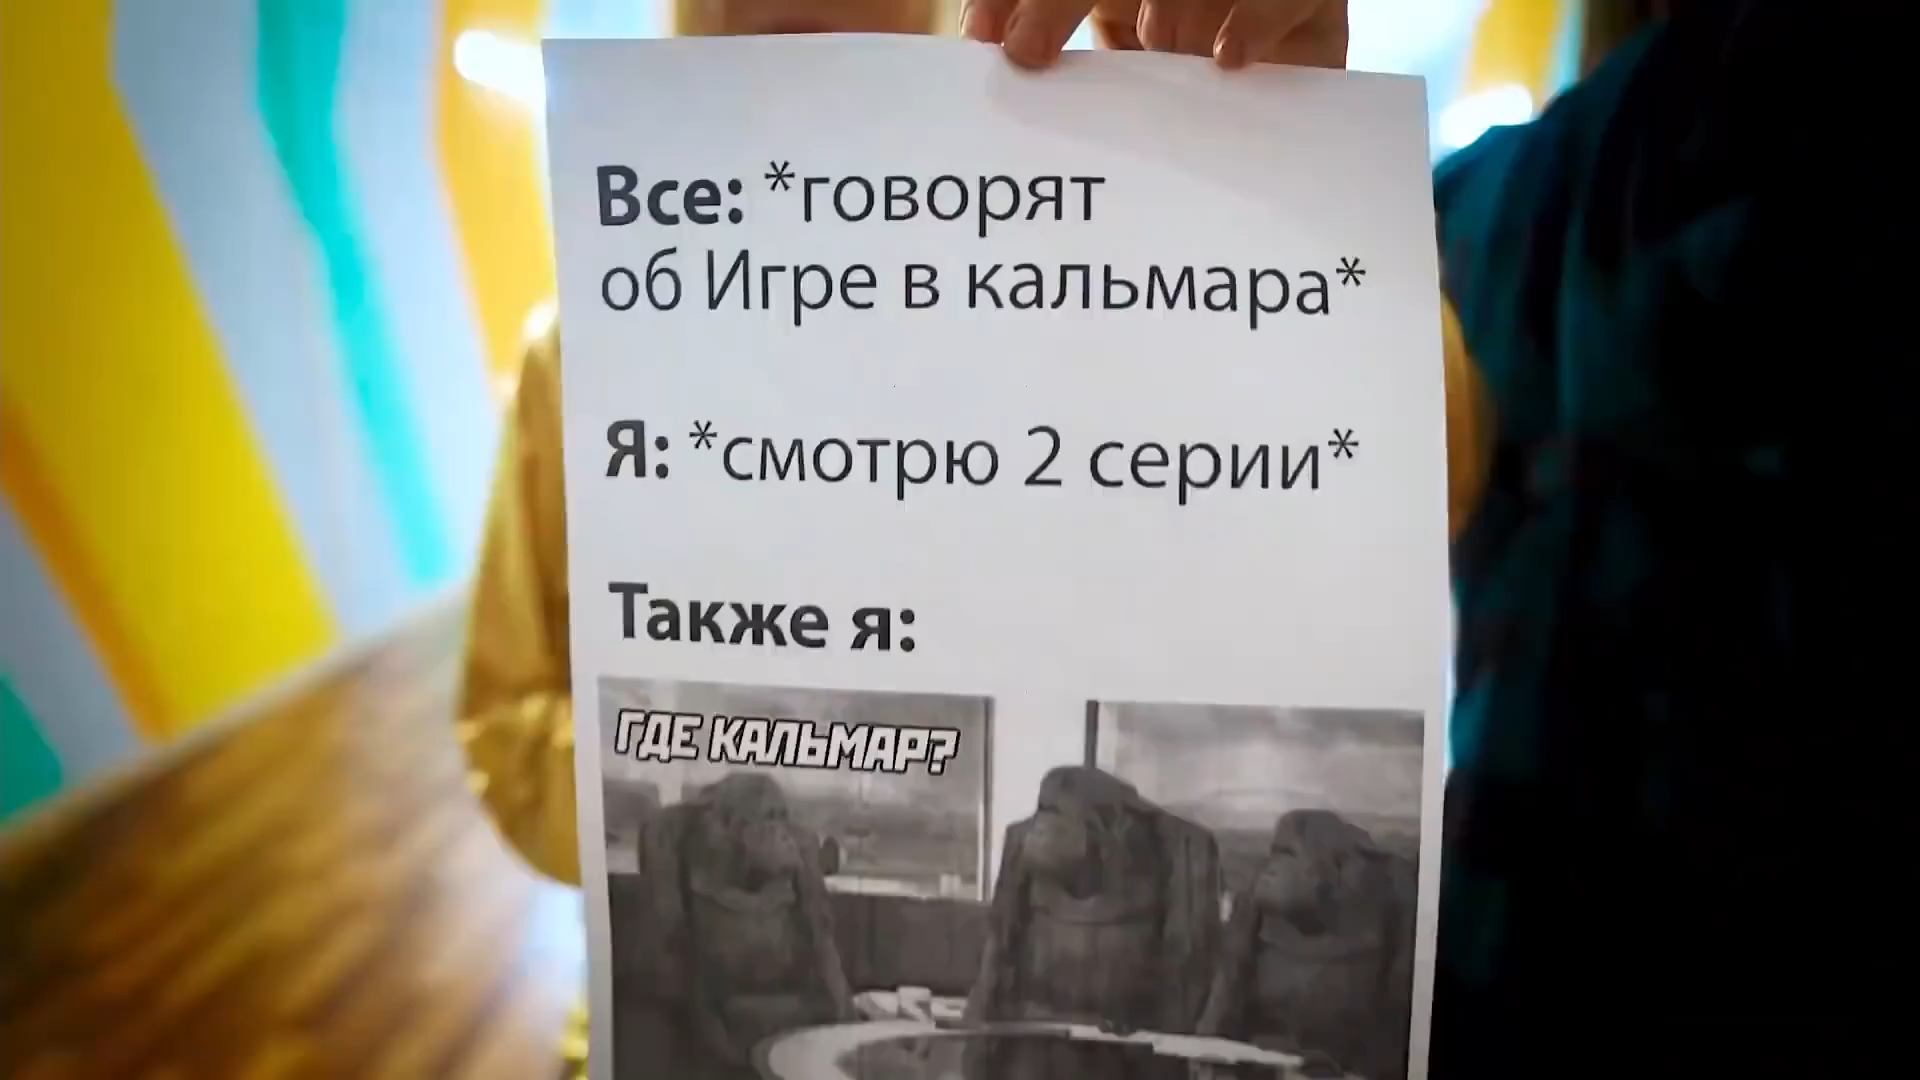 Все: *говорят
об Игре в кальмара*
Я: *смотрю 2 серии*
Также я:
ГДЕ КАЛЬМАР?